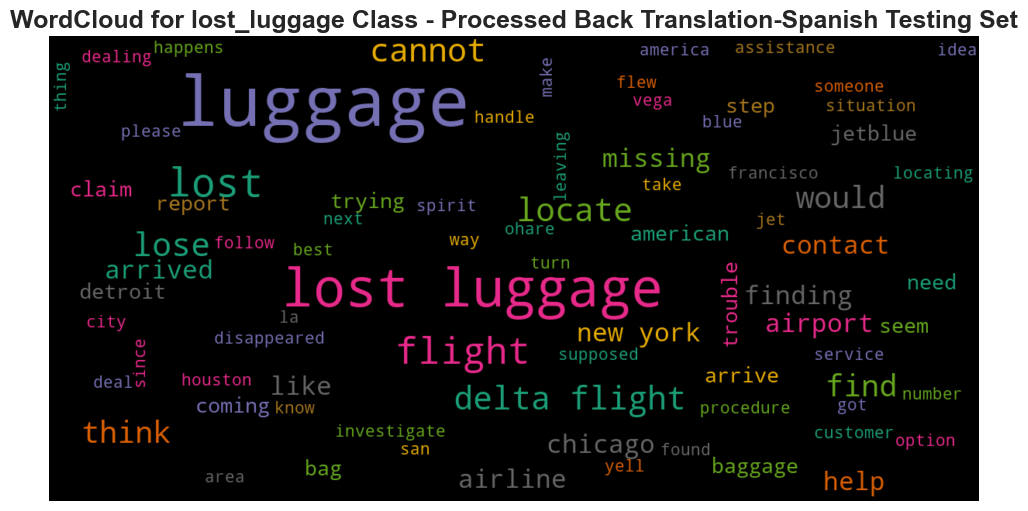 WordCloud for lost_luggage Class - Processed Back Translation-Spanish Testing Set
happens
cannot
america
assistance
idea
dealing
thing
make
flew
someone
luggage
vega
step
situation
handle
blue
please
jetblue
leaving
missing
francisco
locating
claim
lost
take
would
report
trying
spirit
locate
next
jet
ohare
american
way
lose
follow
best
contact
arrived
turn
detroit
lost luggage
trouble
finding
need
la
city
airport
seem
new york
disappeared
since
flight
supposed
service
deal
houston
like
arrive
find
number
coming
know
delta flight
procedure
got
think
investigate
chicago
customer
san
found
option
area
bag
airline
yell
baggage
help